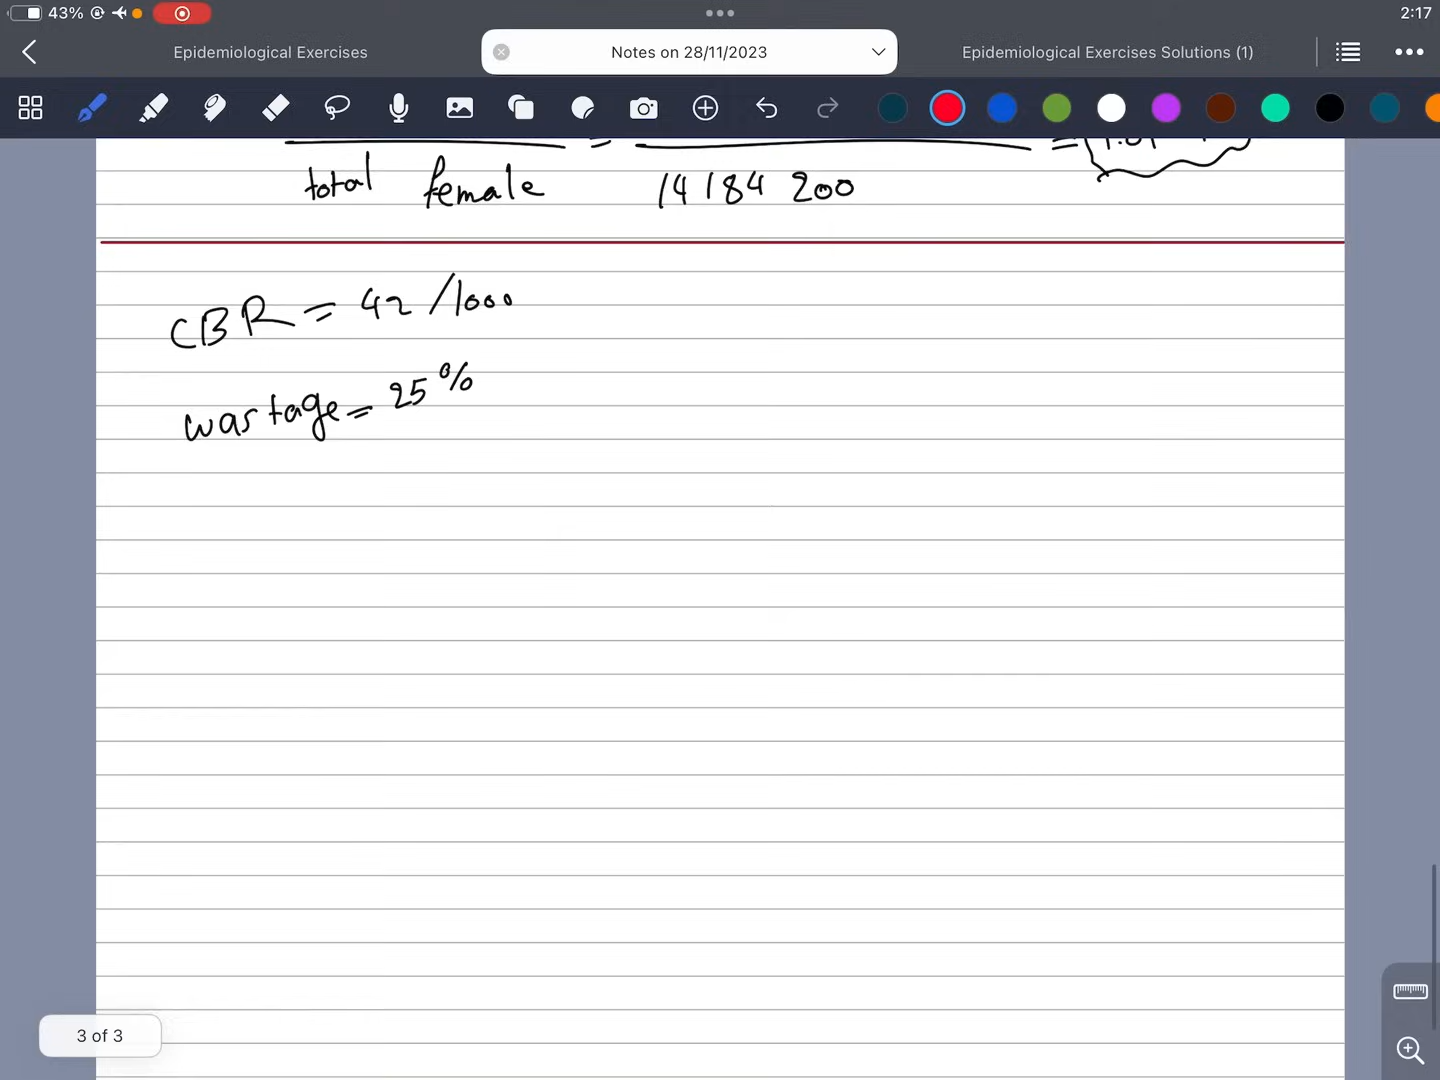 43% 2:17
Epidemiological Exercises Notes on 28/11/2023 Epidemiological Exercises Solutions (1)
= =
total female 14 184 200
CBR = 42 /1000
wastage = 25%
3 of 3